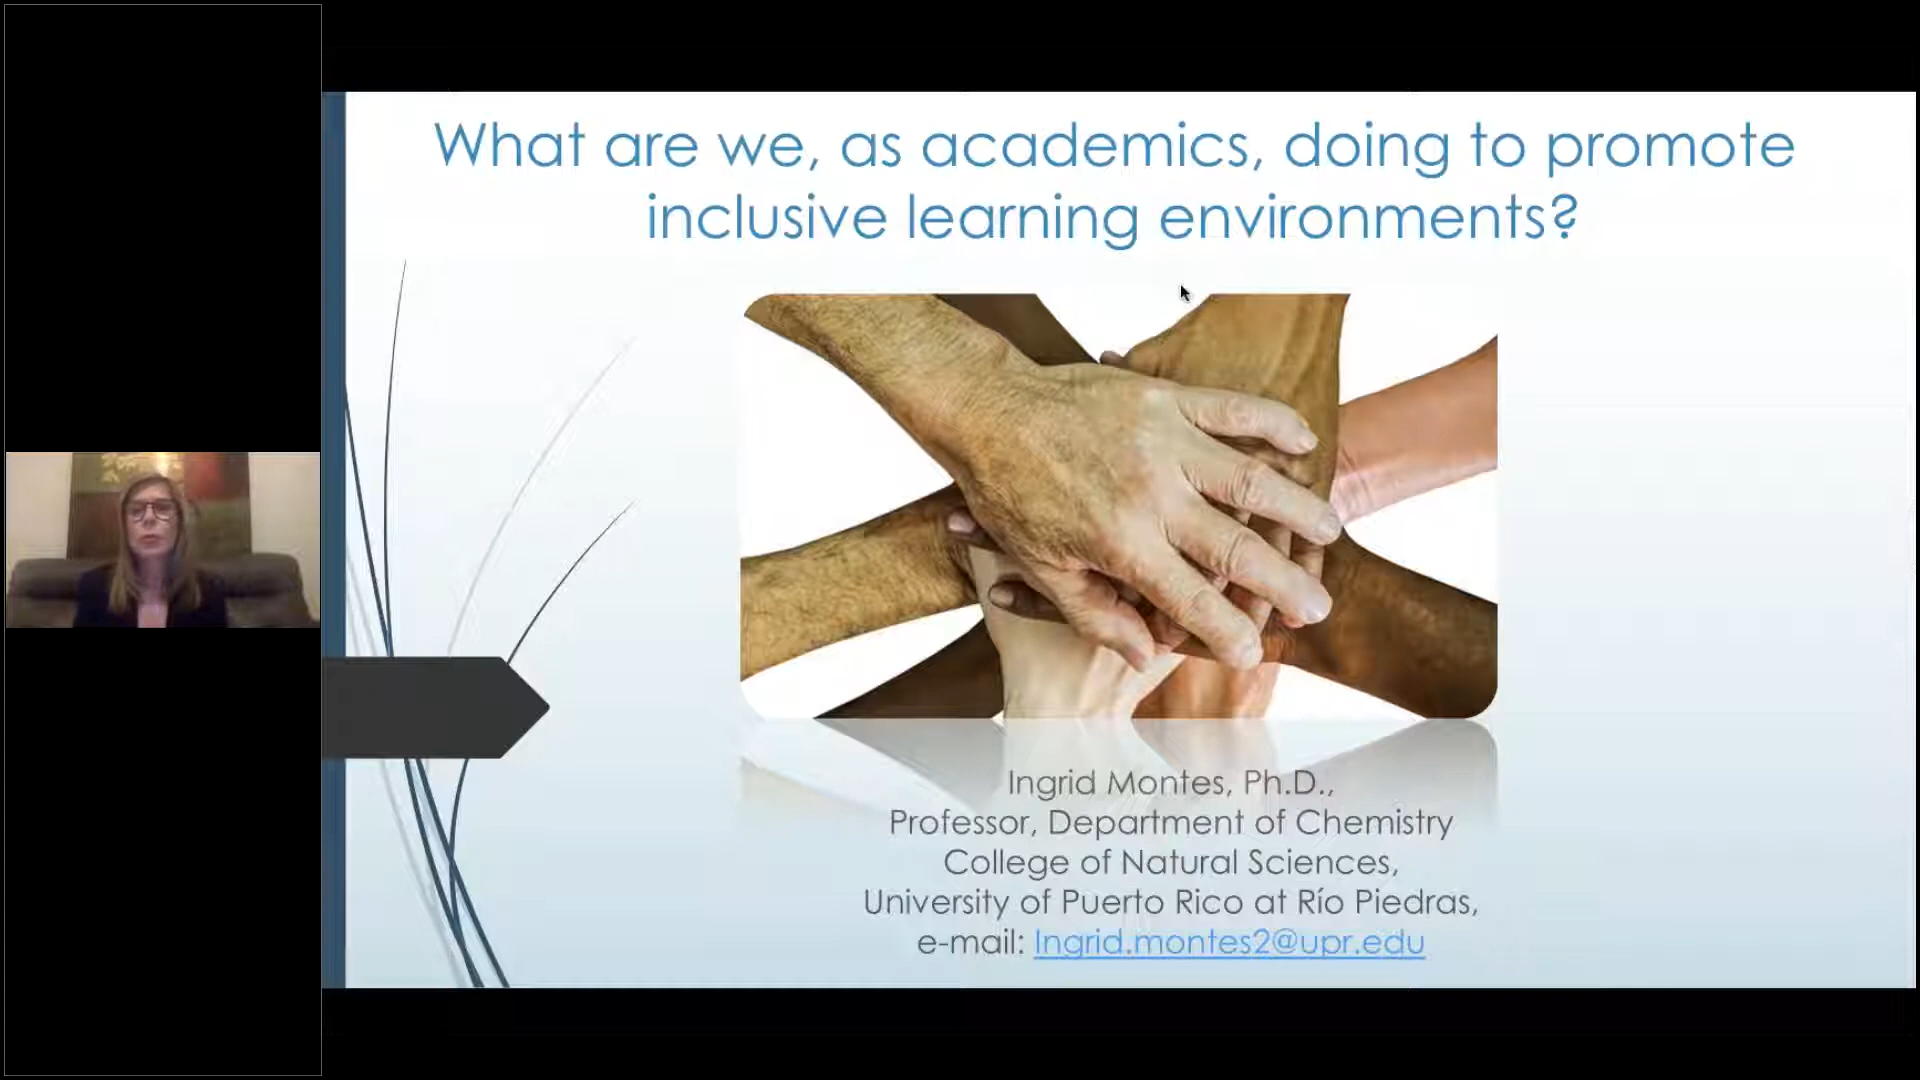 What are we, as academics, doing to promote
inclusive learning environments?
Ingrid Montes, Ph.D.,
Professor, Department of Chemistry
College of Natural Sciences,
University of Puerto Rico at Río Piedras,
e-mail: Ingrid.montes2@upr.edu